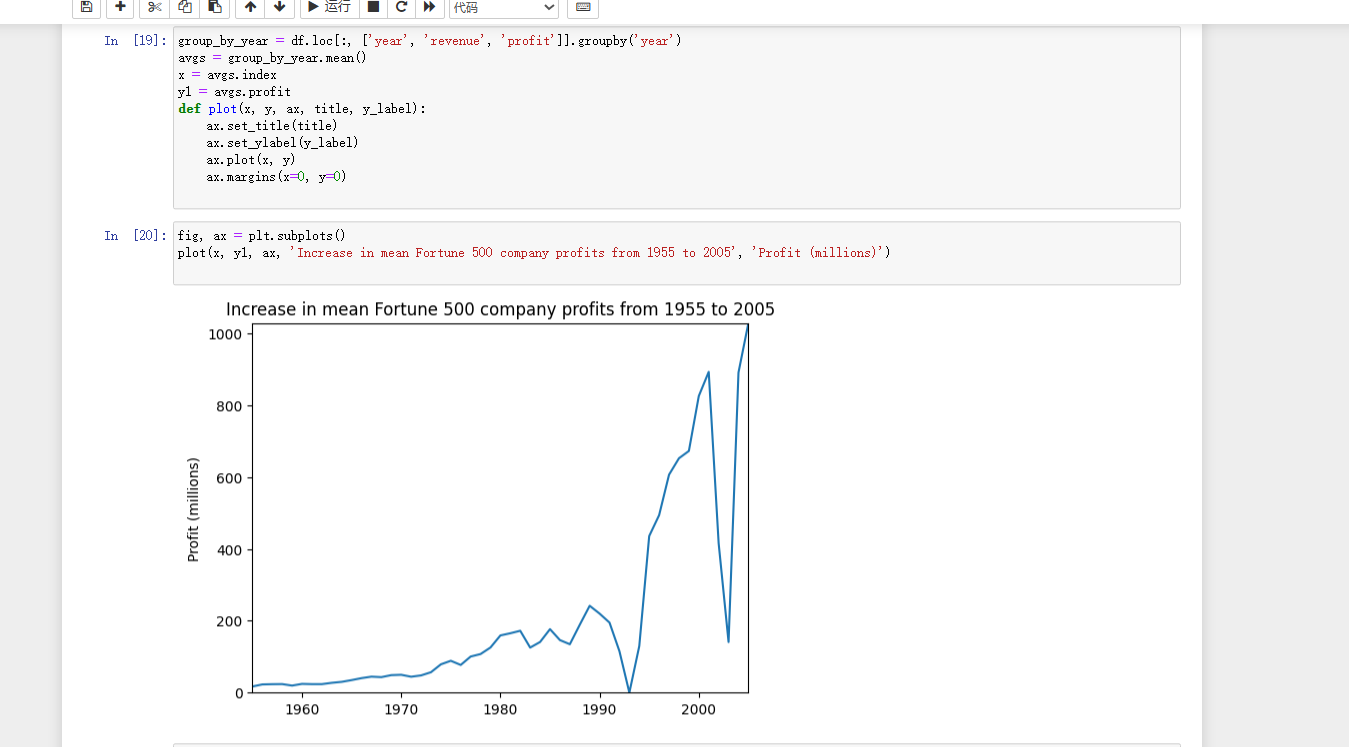 运行
代码
In [19]:
group_by_year = df.loc[:, ['year', 'revenue', 'profit']].groupby('year')
avgs = group_by_year.mean()
x = avgs.index
y1 = avgs.profit
def plot(x, y, ax, title, y_label):
    ax.set_title(title)
    ax.set_ylabel(y_label)
    ax.plot(x, y)
    ax.margins(x=0, y=0)
In [20]:
fig, ax = plt.subplots()
plot(x, y1, ax, 'Increase in mean Fortune 500 company profits from 1955 to 2005', 'Profit (millions)')
Increase in mean Fortune 500 company profits from 1955 to 2005
Profit (millions)
1000
800
600
400
200
0
1960 1970 1980 1990 2000